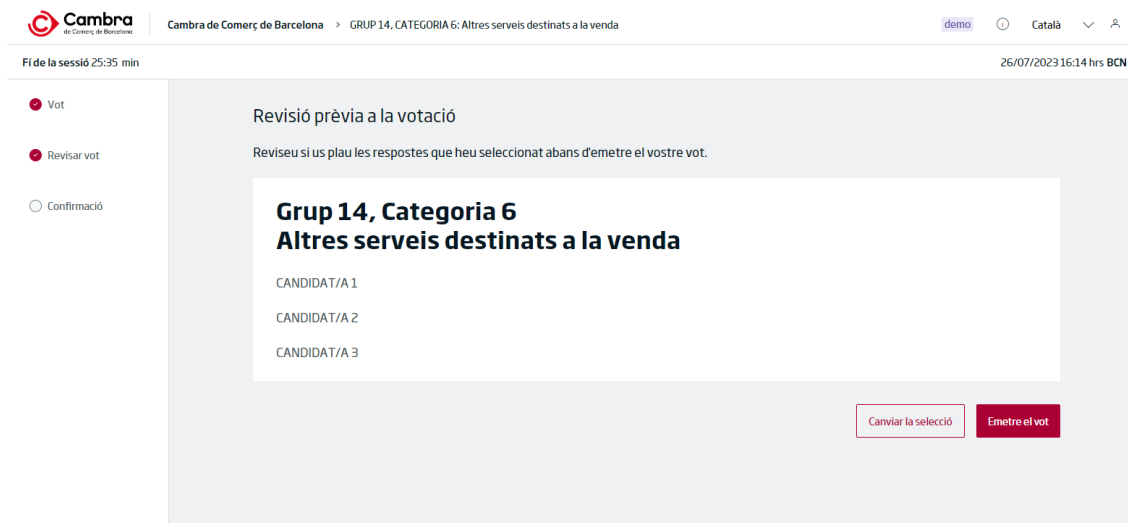 Cambra
de Comerç de Barcelona
Cambra de Comerç de Barcelona > GRUP 14, CATEGORIA 6: Altres serveis destinats a la venda
demo
Català
Fí de la sessió 25:35 min
26/07/2023 16:14 hrs BCN
Vot
Revisar vot
Confirmació
Revisió prèvia a la votació
Reviseu si us plau les respostes que heu seleccionat abans d'emetre el vostre vot.
Grup 14, Categoria 6
Altres serveis destinats a la venda
CANDIDAT/A 1
CANDIDAT/A 2
CANDIDAT/A 3
Canviar la selecció
Emetre el vot